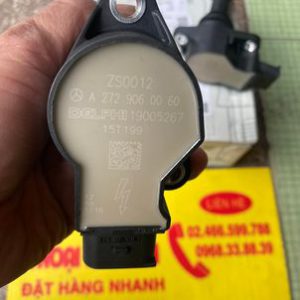 ZS0012
A 272 906 00 60
DELPHI 19005267
15T199
LIÊN HỆ
02.466.599.788
0968.33.88.39
ĐẶT HÀNG NHANH